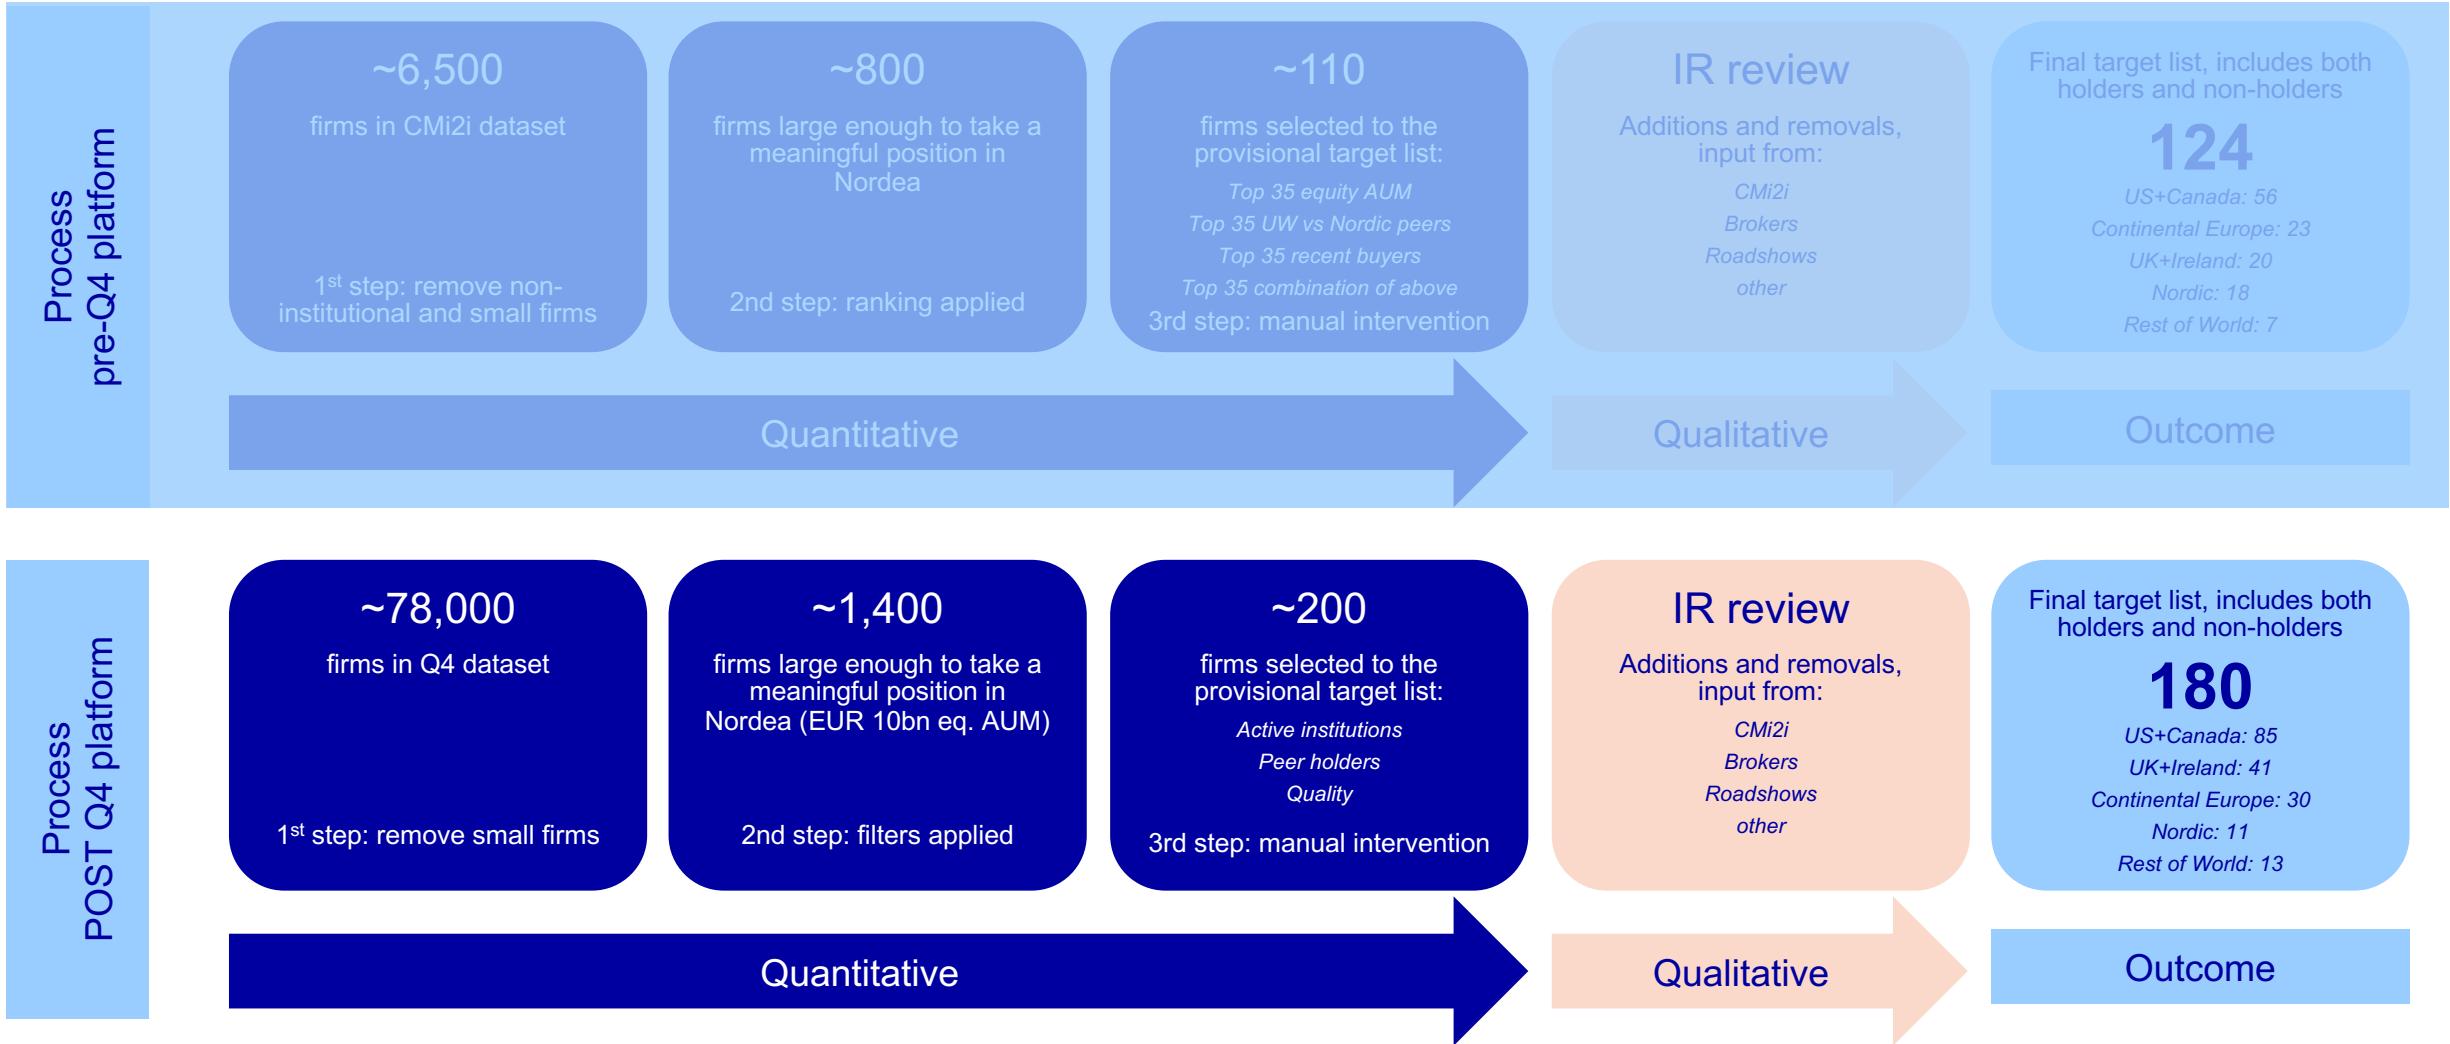 Process
pre-Q4 platform
~6,500
firms in CMi2i dataset
1st step: remove non-
institutional and small firms
~800
firms large enough to take a
meaningful position in
Nordea
2nd step: ranking applied
~110
firms selected to the
provisional target list:
Top 35 equity AUM
Top 35 UW vs Nordic peers
Top 35 recent buyers
Top 35 combination of above
3rd step: manual intervention
IR review
Additions and removals,
input from:
CMi2i
Brokers
Roadshows
other
Final target list, includes both
holders and non-holders
124
US+Canada: 56
Continental Europe: 23
UK+Ireland: 20
Nordic: 18
Rest of World: 7
Quantitative
Qualitative
Outcome
Process
POST Q4 platform
~78,000
firms in Q4 dataset
1st step: remove small firms
~1,400
firms large enough to take a
meaningful position in
Nordea (EUR 10bn eq. AUM)
2nd step: filters applied
~200
firms selected to the
provisional target list:
Active institutions
Peer holders
Quality
3rd step: manual intervention
IR review
Additions and removals,
input from:
CMi2i
Brokers
Roadshows
other
Final target list, includes both
holders and non-holders
180
US+Canada: 85
UK+Ireland: 41
Continental Europe: 30
Nordic: 11
Rest of World: 13
Quantitative
Qualitative
Outcome